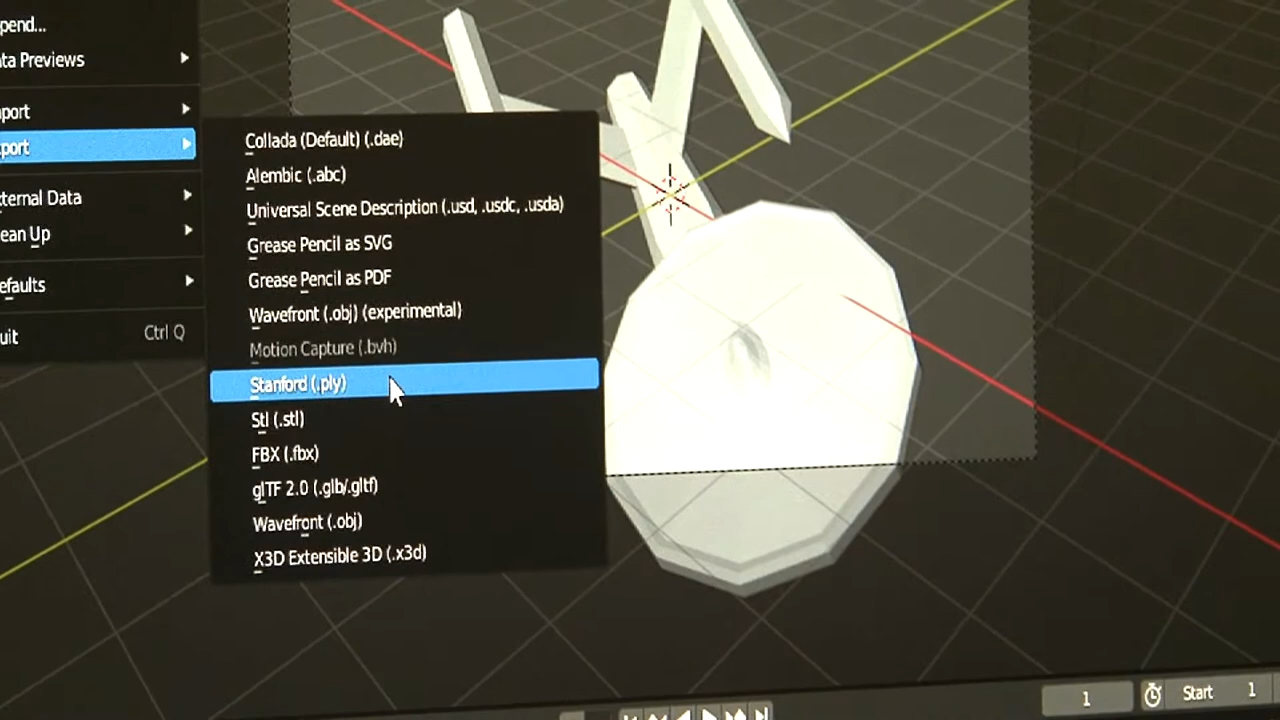 pend...
ta Previews
port
port
ternal Data
ean Up
efaults
uit Ctrl Q
Collada (Default) (.dae)
Alembic (.abc)
Universal Scene Description (.usd, .usdc, .usda)
Grease Pencil as SVG
Grease Pencil as PDF
Wavefront (.obj) (experimental)
Motion Capture (.bvh)
Stanford (.ply)
Stl (.stl)
FBX (.fbx)
glTF 2.0 (.glb/.gltf)
Wavefront (.obj)
X3D Extensible 3D (.x3d)
1 Start 1